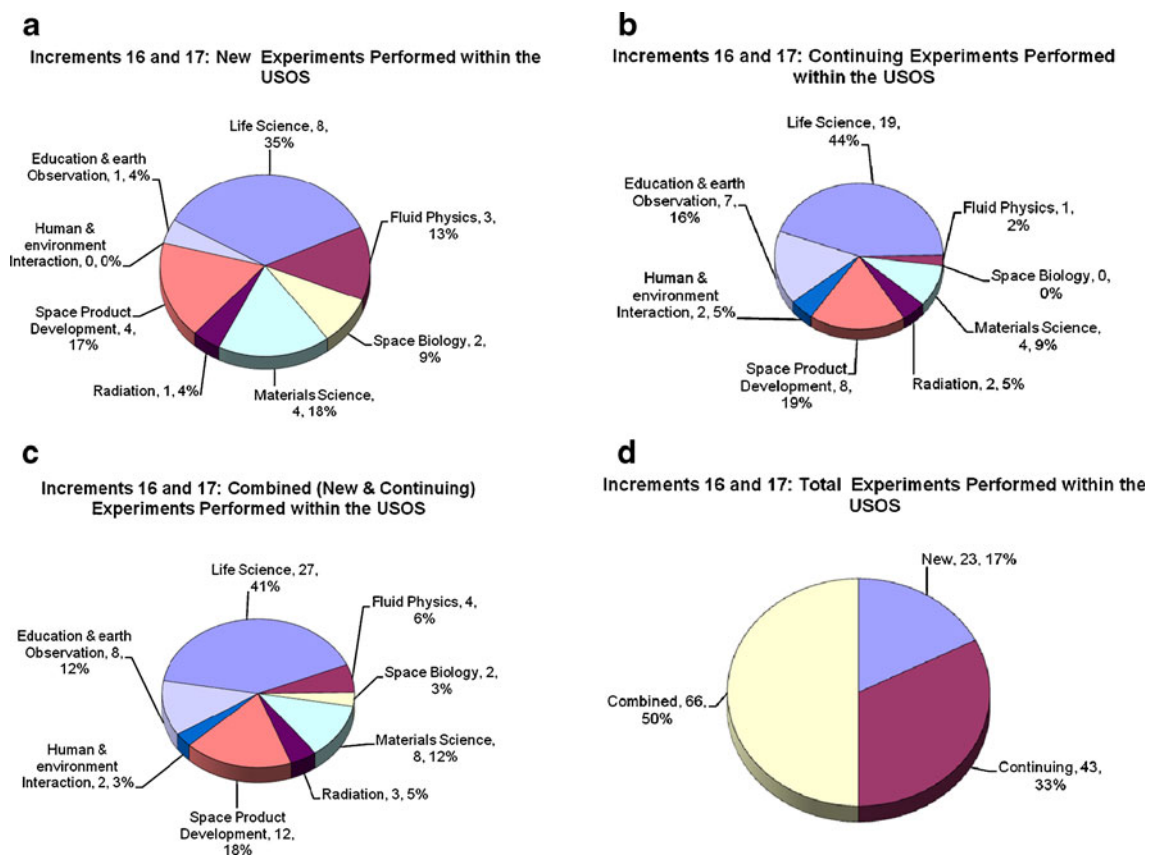 a
Increments 16 and 17: New Experiments Performed within the
USOS
Life Science, 8,
35%
Education & earth
Observation, 1, 4%
Fluid Physics, 3,
13%
Human &
environment
Interaction, 0, 0%
Space Product
Development, 4,
17%
Space Biology, 2,
9%
Radiation, 1, 4%
Materials Science,
4, 18%
b
Increments 16 and 17: Continuing Experiments Performed
within the USOS
Life Science, 19,
44%
Education & earth
Observation, 7,
16%
Fluid Physics, 1,
2%
Space Biology, 0,
0%
Human &
environment
Interaction, 2, 5%
Materials Science,
4, 9%
Space Product
Development, 8,
19%
Radiation, 2, 5%
c
Increments 16 and 17: Combined (New & Continuing)
Experiments Performed within the USOS
Life Science, 27,
41%
Fluid Physics, 4,
6%
Education & earth
Observation, 8,
12%
Space Biology, 2,
3%
Human &
environment
Interaction, 2, 3%
Materials Science,
8, 12%
Radiation, 3, 5%
Space Product
Development, 12,
18%
d
Increments 16 and 17: Total Experiments Performed within the
USOS
New, 23, 17%
Combined, 66,
50%
Continuing, 43,
33%